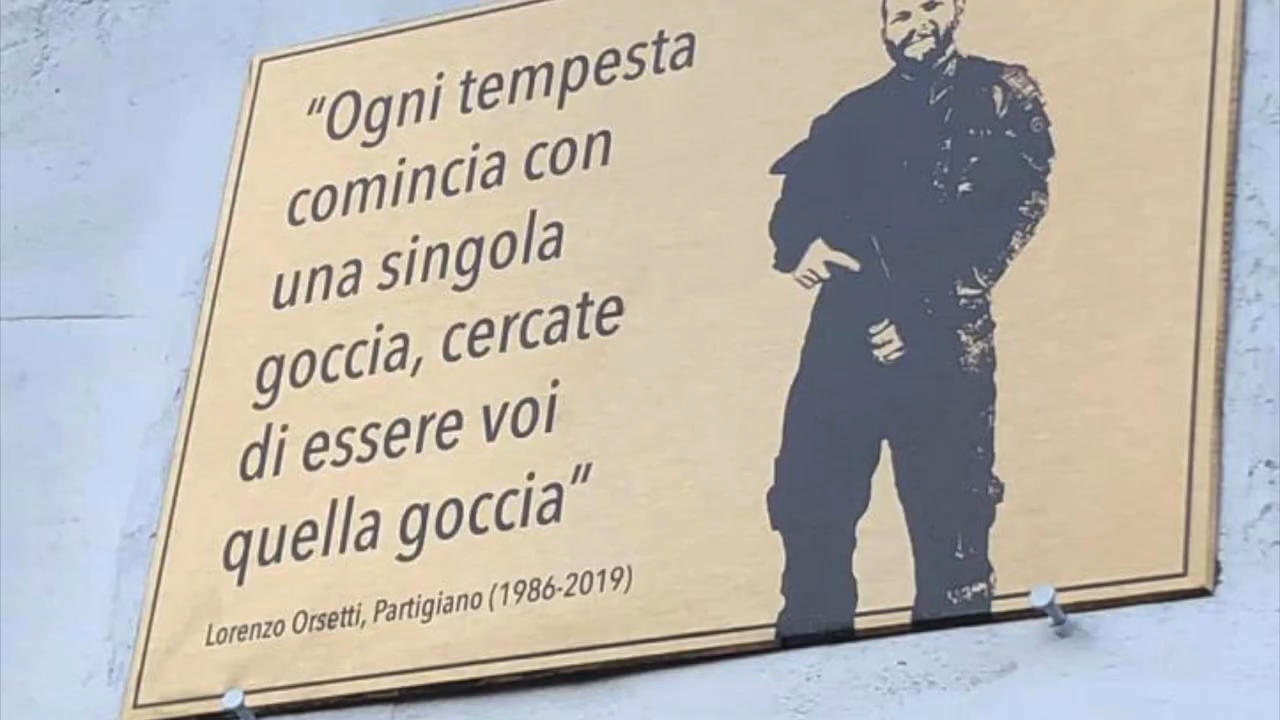 “Ogni tempesta
comincia con
una singola
goccia, cercate
di essere voi
quella goccia”
Lorenzo Orsetti, Partigiano (1986-2019)